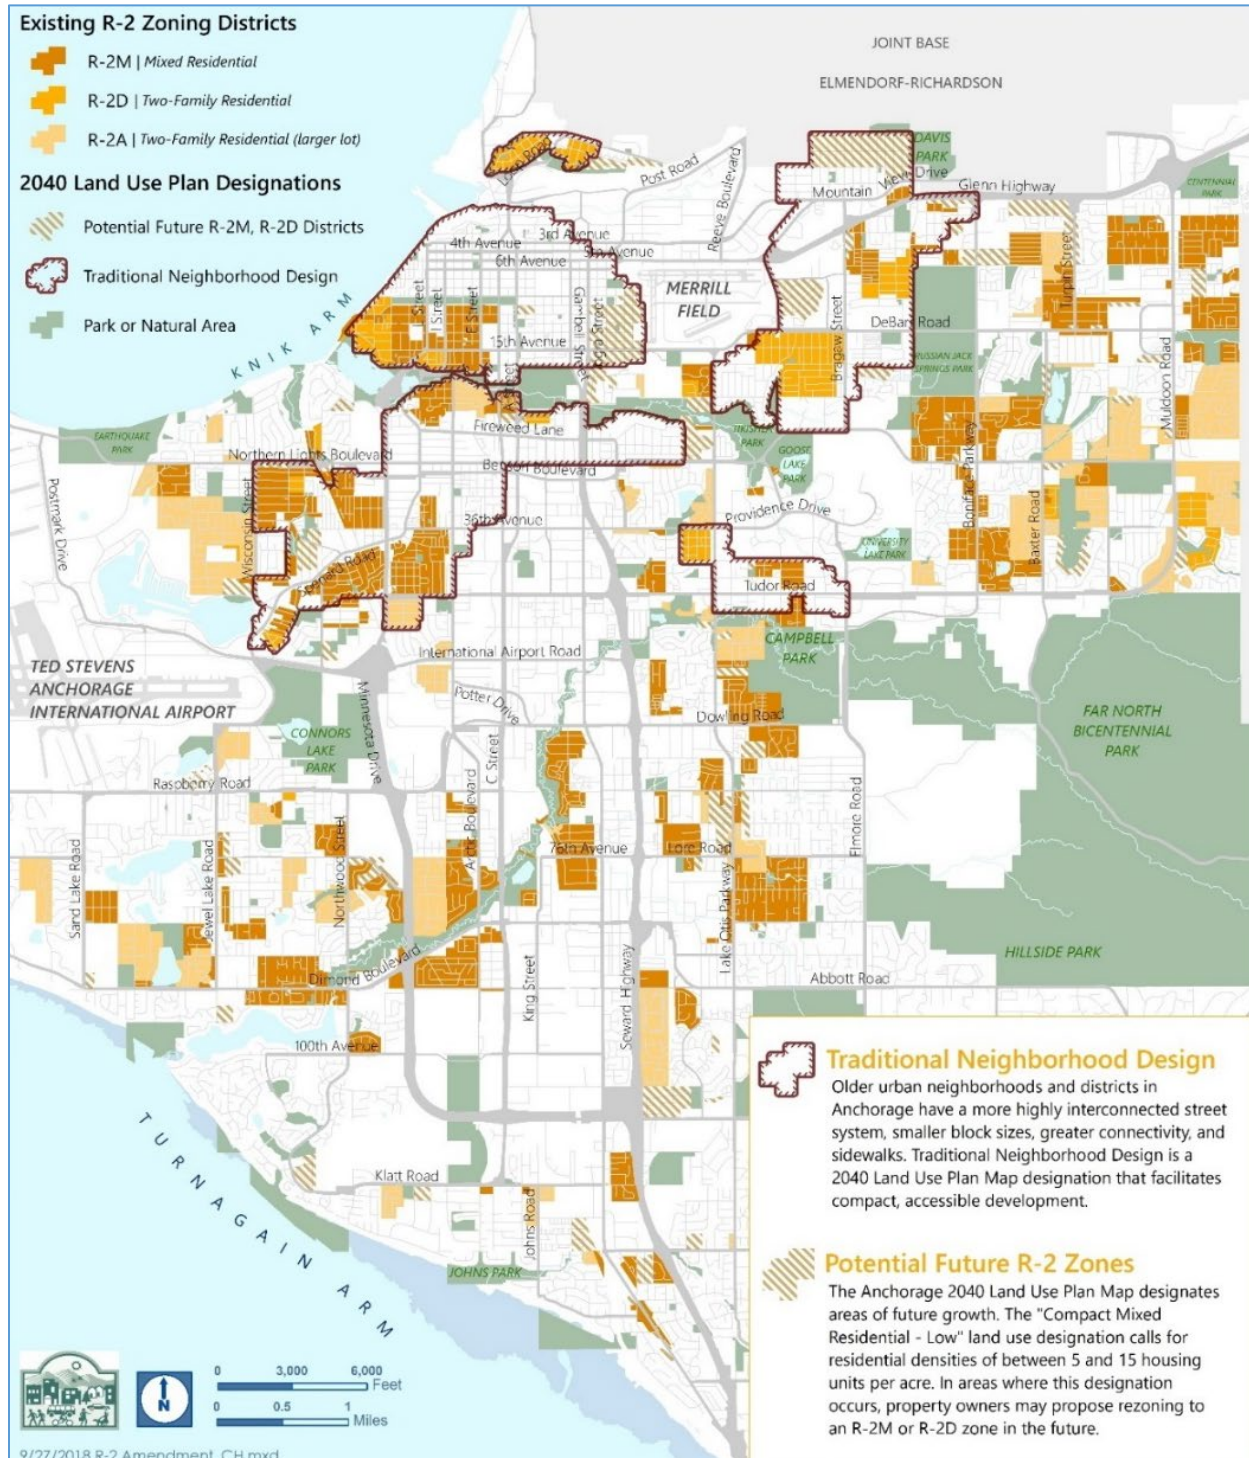 Existing R-2 Zoning Districts
R-2M | Mixed Residential
R-2D | Two-Family Residential
R-2A | Two-Family Residential (larger lot)
2040 Land Use Plan Designations
Potential Future R-2M, R-2D Districts
Traditional Neighborhood Design
Park or Natural Area
JOINT BASE
ELMENDORF-RICHARDSON
DAVIS
PARK
Post Road
Reeve Boulevard
Mountain View Drive
Glenn Highway
CENTENNIAL
PARK
3rd Avenue
4th Avenue
6th Avenue
Street
I Street
E Street
Gambel Street
Street
MERRILL
FIELD
Turpin Street
KNIK ARM
15th Avenue
DeBarr Road
Bragaw Street
RUSSIAN JACK
SPRINGS PARK
Muldoon Road
EARTHQUAKE
PARK
Fireweed Lane
PARK
Northern Lights Boulevard
Benson Boulevard
GOOSE
LAKE
PARK
Postmark Drive
Wisconsin Street
36th Avenue
Providence Drive
Boniface Parkway
Baxter Road
UNIVERSITY
LAKE PARK
Spenard Road
Tudor Road
CAMPBELL
PARK
TED STEVENS
ANCHORAGE
INTERNATIONAL AIRPORT
International Airport Road
Minnesota Drive
Potter Drive
Dowling Road
FAR NORTH
BICENTENNIAL
PARK
CONNORS
LAKE
PARK
C Street
Raspberry Road
Arctic Boulevard
Elmore Road
76th Avenue
Lore Road
Sand Lake Road
Jewel Lake Road
Northwood Street
Lake Otis Parkway
HILLSIDE PARK
Dimond Boulevard
Abbott Road
King Street
Seward Highway
100th Avenue
TURNAGAIN ARM
Klatt Road
Johns Road
JOHNS PARK
Traditional Neighborhood Design
Older urban neighborhoods and districts in
Anchorage have a more highly interconnected street
system, smaller block sizes, greater connectivity, and
sidewalks. Traditional Neighborhood Design is a
2040 Land Use Plan Map designation that facilitates
compact, accessible development.
Potential Future R-2 Zones
The Anchorage 2040 Land Use Plan Map designates
areas of future growth. The "Compact Mixed
Residential - Low" land use designation calls for
residential densities of between 5 and 15 housing
units per acre. In areas where this designation
occurs, property owners may propose rezoning to
an R-2M or R-2D zone in the future.
N
0 3,000 6,000
Feet
0 0.5 1
Miles
9/27/2018 R-2 Amendment_CH.mxd